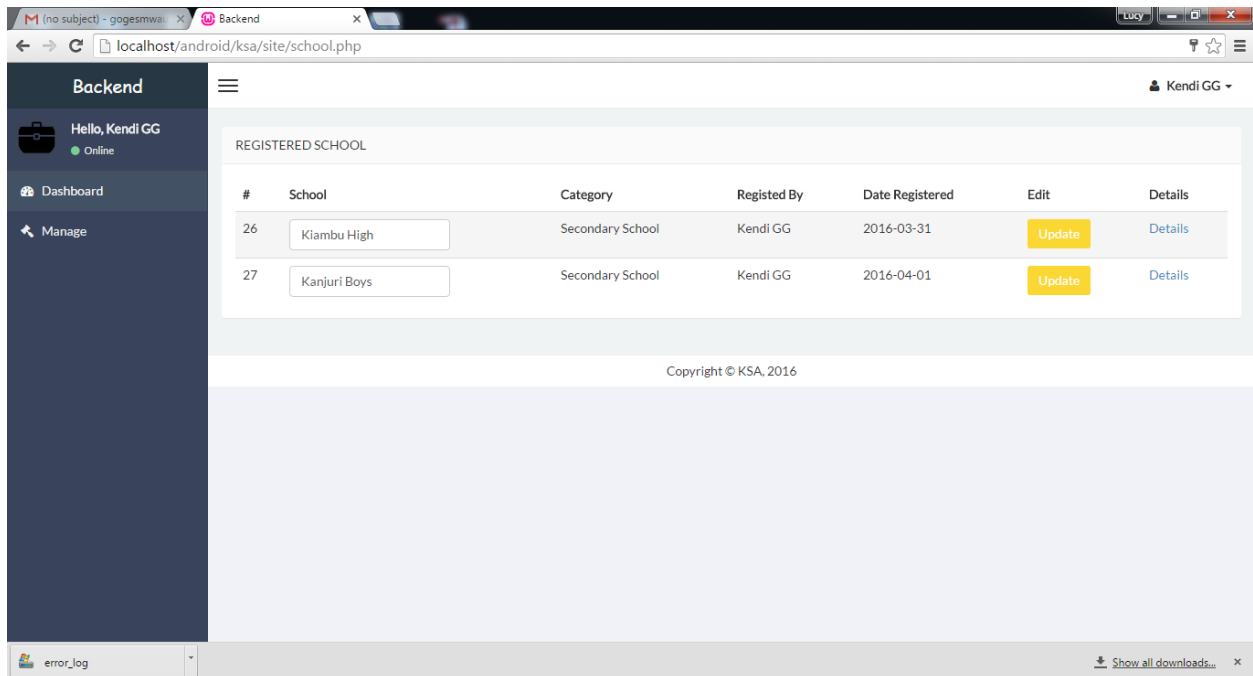 M (no subject) - gogesmwau
Backend
Lucy
localhost/android/ksa/site/school.php
Backend
Kendi GG
Hello, Kendi GG
Online
Dashboard
Manage
REGISTERED SCHOOL
# School Category Registed By Date Registered Edit Details
26 Kiambu High Secondary School Kendi GG 2016-03-31 Update Details
27 Kanjuri Boys Secondary School Kendi GG 2016-04-01 Update Details
Copyright © KSA, 2016
error_log
Show all downloads...